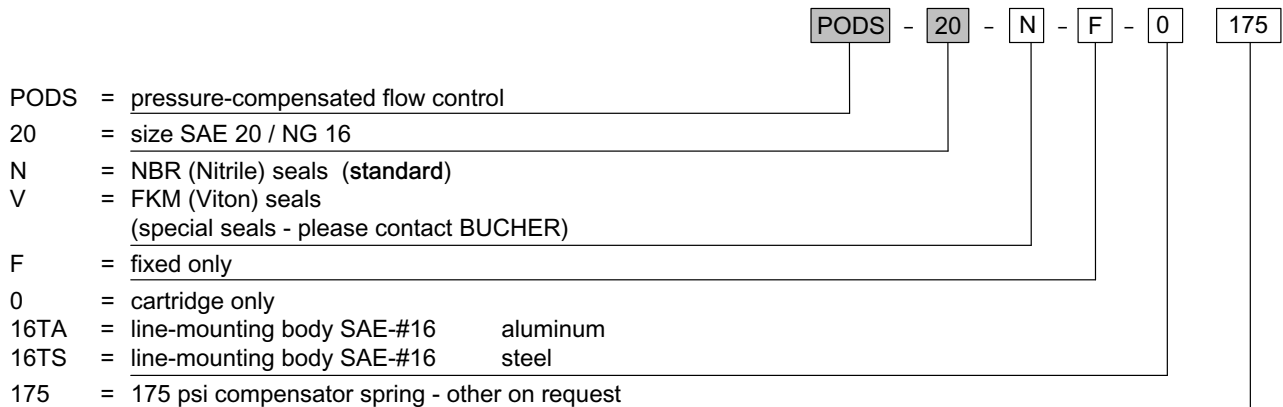 PODS - 20 - N - F - 0 175
PODS = pressure-compensated flow control
20 = size SAE 20 / NG 16
N = NBR (Nitrile) seals (standard)
V = FKM (Viton) seals
(special seals - please contact BUCHER)
F = fixed only
0 = cartridge only
16TA = line-mounting body SAE-#16 aluminum
16TS = line-mounting body SAE-#16 steel
175 = 175 psi compensator spring - other on request